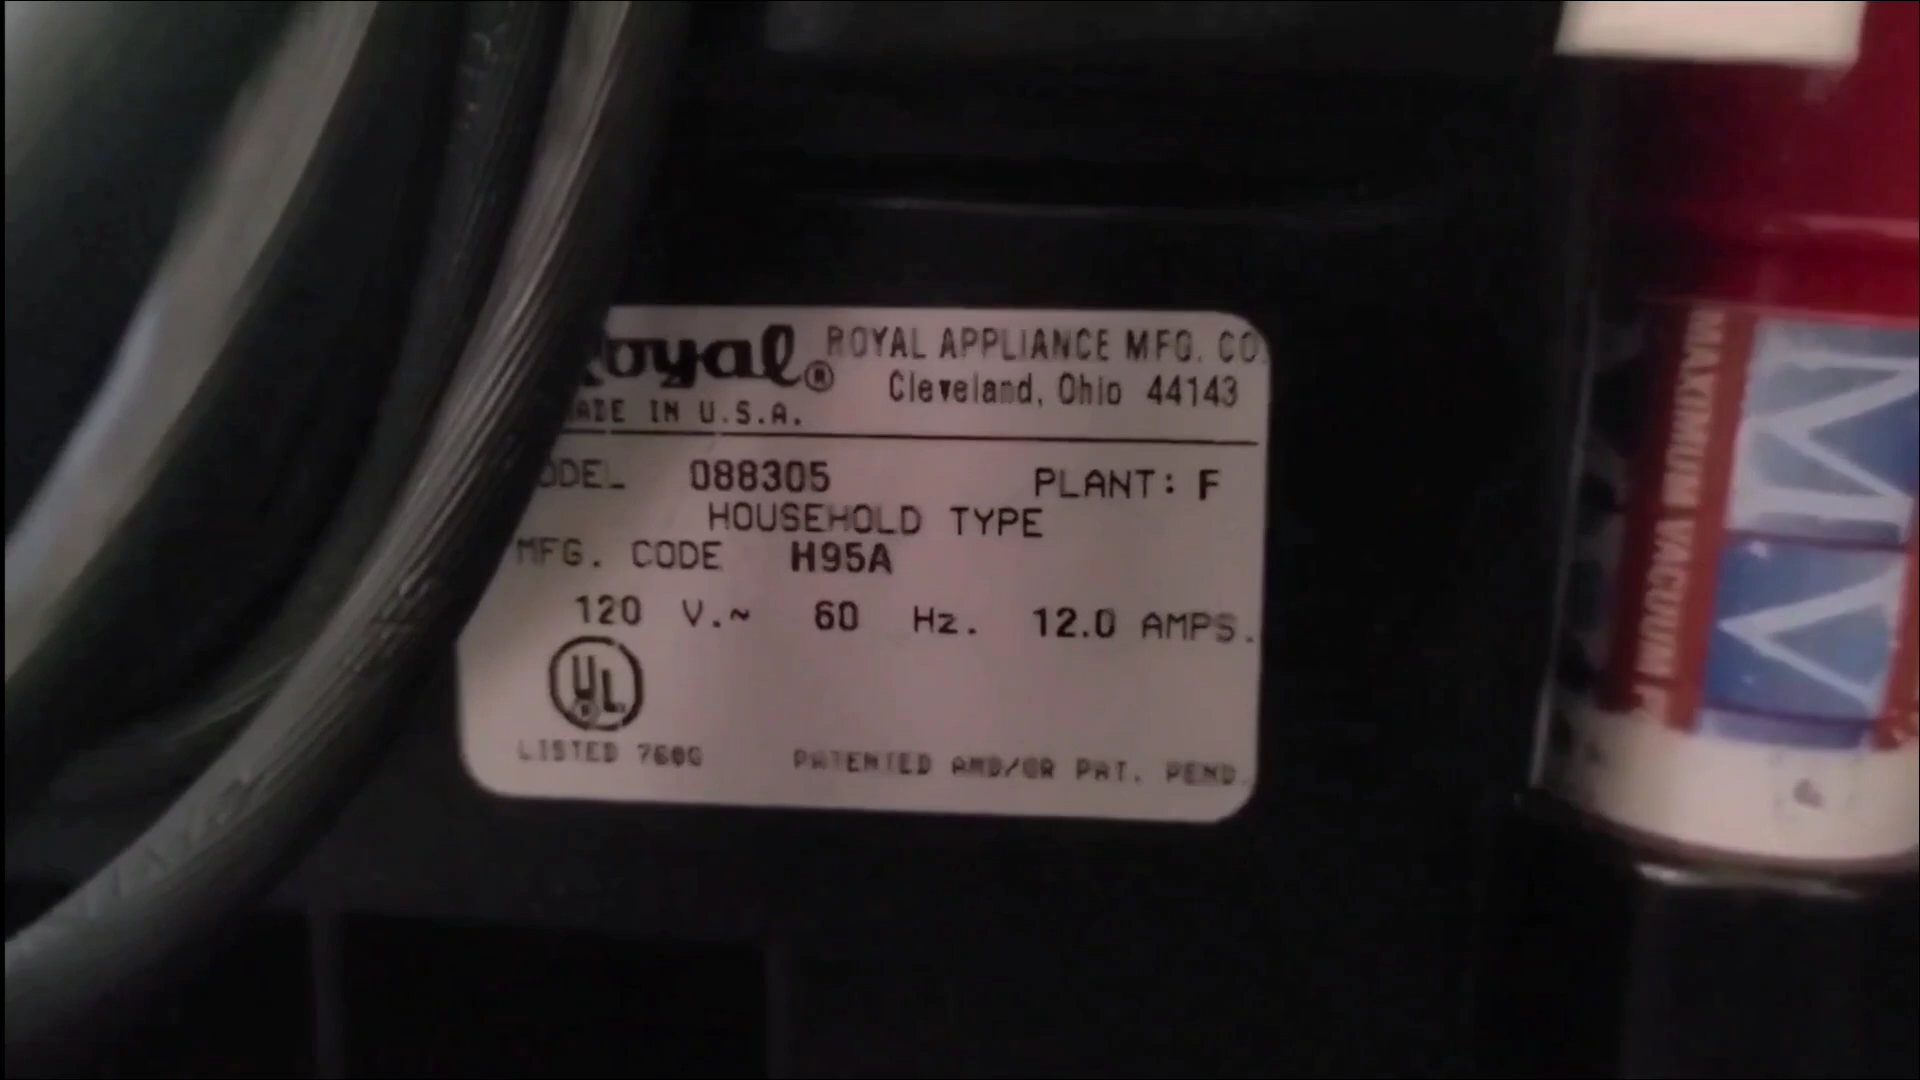 Royal® ROYAL APPLIANCE MFG. CO.
Cleveland, Ohio 44143
MADE IN U.S.A.
MODEL 088305 PLANT: F
HOUSEHOLD TYPE
MFG. CODE H95A
120 V.~ 60 Hz. 12.0 AMPS.
UL
LISTED 760G PATENTED AND/OR PAT. PEND.
MAXIMUM VACUUM
MV